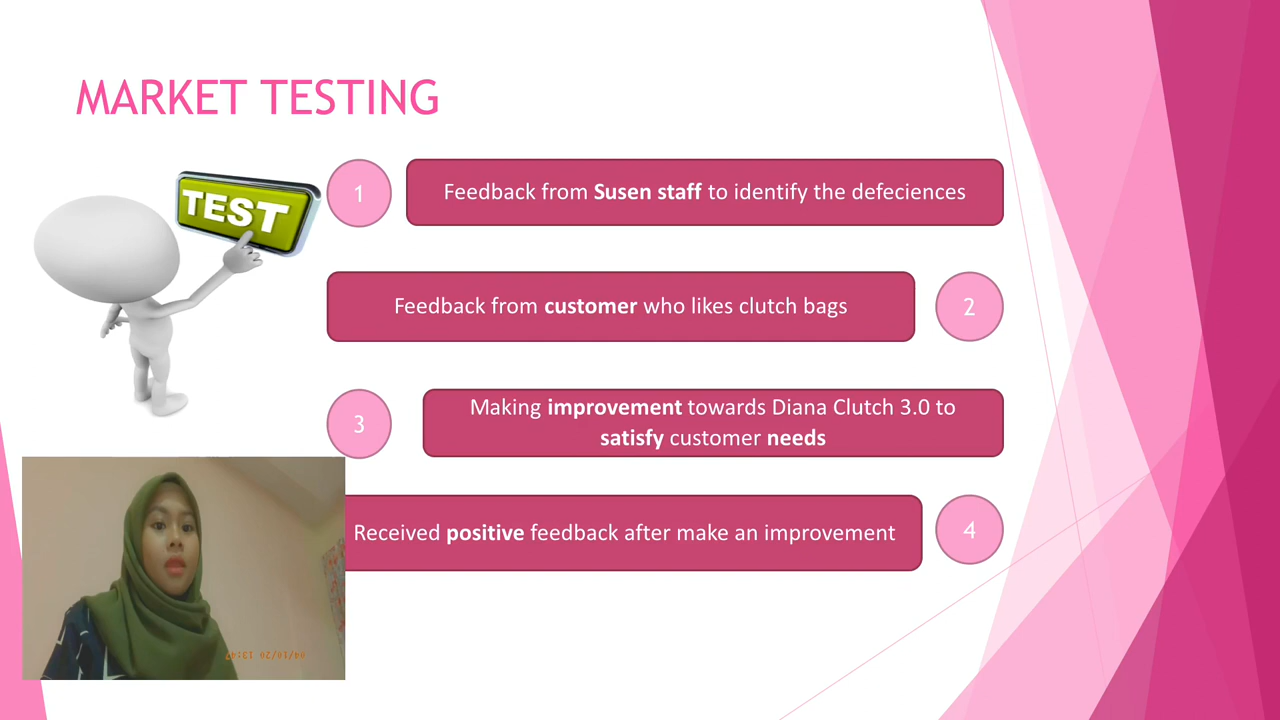 MARKET TESTING
TEST
1
Feedback from Susen staff to identify the defeciences
Feedback from customer who likes clutch bags
2
3
Making improvement towards Diana Clutch 3.0 to
satisfy customer needs
Received positive feedback after make an improvement
4